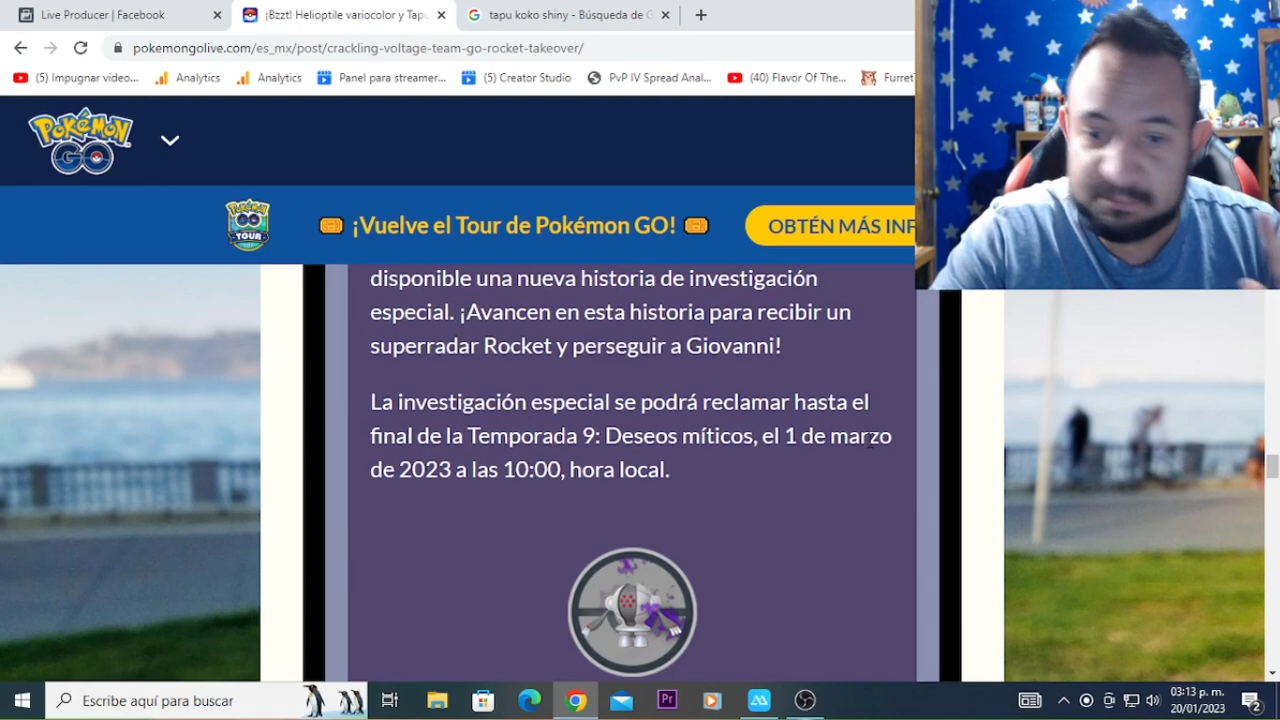 Live Producer | Facebook
¡Bzzt! Helioptile variocolor y Tapu
tapu koko shiny - Búsqueda de G
pokemongolive.com/es_mx/post/crackling-voltage-team-go-rocket-takeover/
(5) Impugnar video...
Analytics
Analytics
Panel para streamer...
(5) Creator Studio
PvP IV Spread Anal...
(40) Flavor Of The...
Furret
POKÉMON
GO
POKÉMON
GO
TOUR
¡Vuelve el Tour de Pokémon GO!
OBTÉN MÁS INF
disponible una nueva historia de investigación
especial. ¡Avancen en esta historia para recibir un
superradar Rocket y perseguir a Giovanni!
La investigación especial se podrá reclamar hasta el
final de la Temporada 9: Deseos míticos, el 1 de marzo
de 2023 a las 10:00, hora local.
Escribe aquí para buscar
Pr
03:13 p. m.
20/01/2023
2